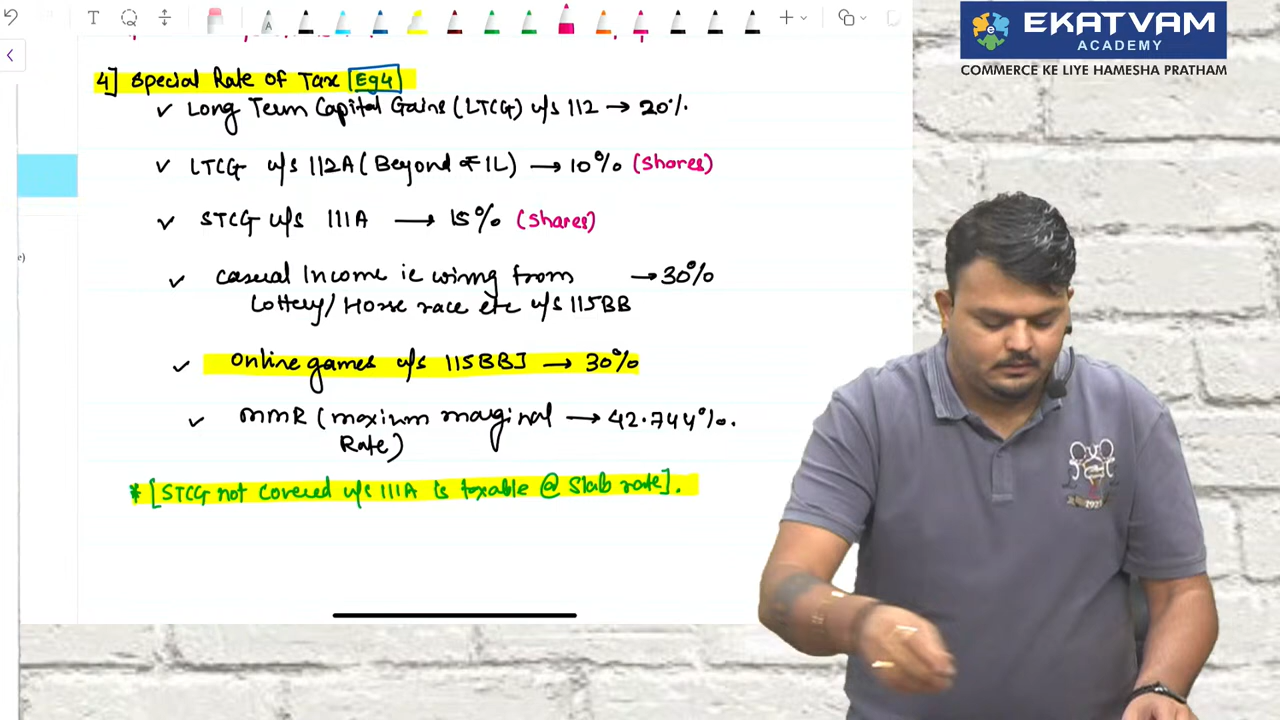 EKATVAM
ACADEMY
COMMERCE KE LIYE HAMESHA PRATHAM
4] Special Rate of Tax Eg4
✓ Long Term Capital Gains (LTCG) u/s 112 → 20%
✓ LTCG u/s 112A (Beyond ₹ 1L) → 10% (Shares)
✓ STCG u/s 111A → 15% (Shares)
✓ Casual Income ie wining from → 30%
Lottery/Horse race etc u/s 115BB
✓ Online games u/s 115BBJ → 30%
✓ MMR (maximum marginal → 42.744%.
Rate)
* [STCG not covered u/s 111A is taxable @ Slab rate].